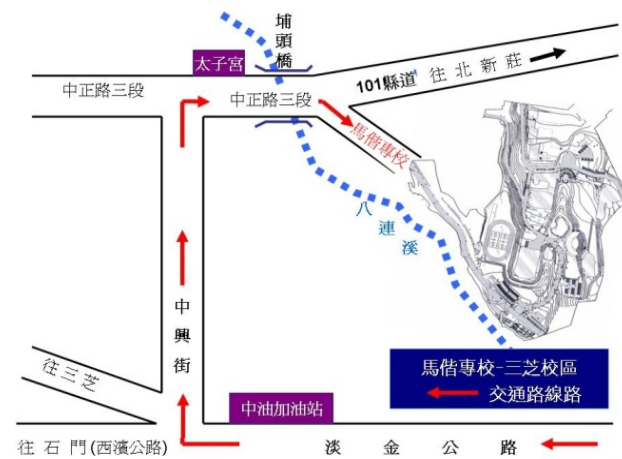 埔頭橋
太子宮
101縣道 往北新莊
中正路三段
中正路三段
馬偕專校
八連溪
中興街
往三芝
馬偕專校-三芝校區
交通路線路
中油加油站
往石門(西濱公路)
淡金公路